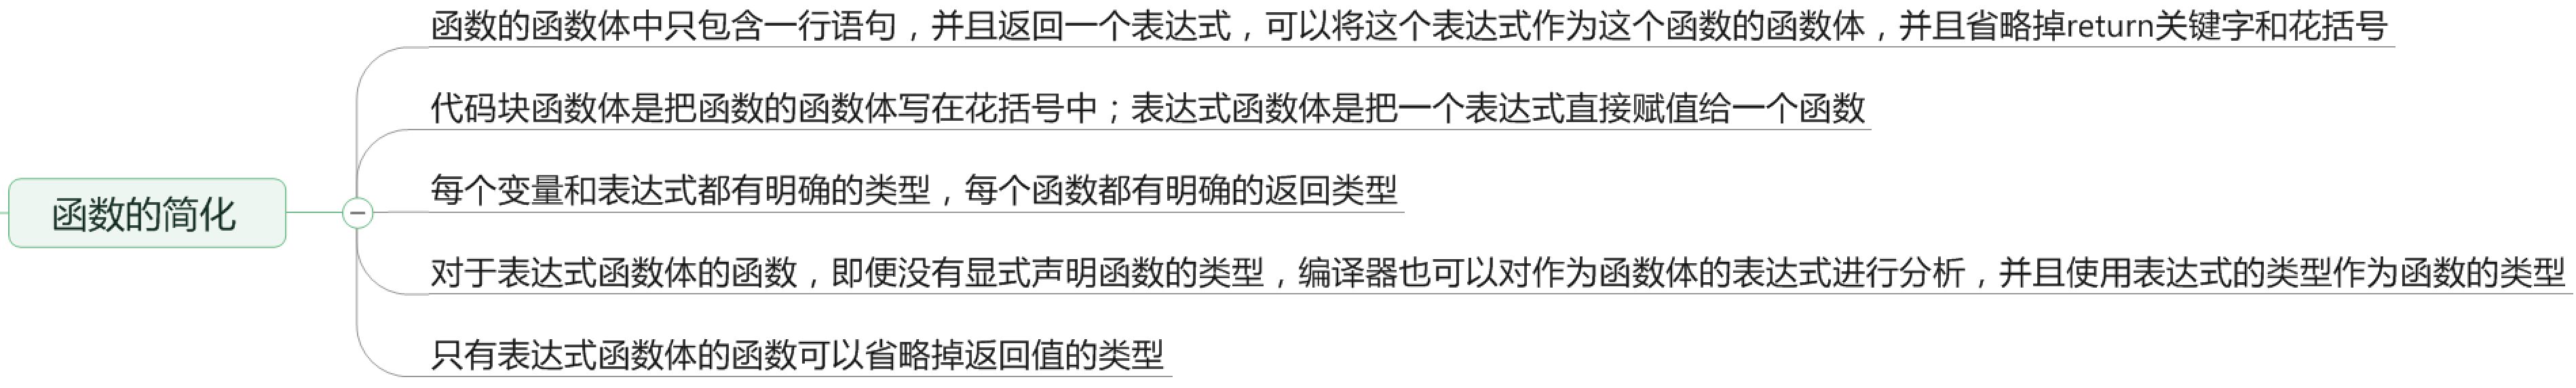 函数的函数体中只包含一行语句，并且返回一个表达式，可以将这个表达式作为这个函数的函数体，并且省略掉return关键字和花括号
代码块函数体是把函数的函数体写在花括号中；表达式函数体是把一个表达式直接赋值给一个函数
每个变量和表达式都有明确的类型，每个函数都有明确的返回类型
函数的简化
对于表达式函数体的函数，即便没有显式声明函数的类型，编译器也可以对作为函数体的表达式进行分析，并且使用表达式的类型作为函数的类型
只有表达式函数体的函数可以省略掉返回值的类型